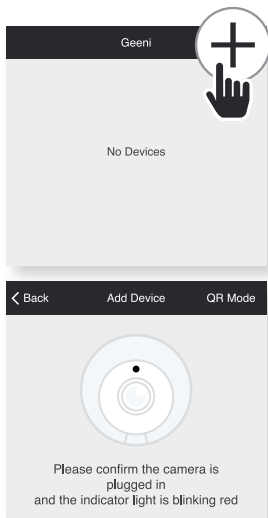 Geeni
No Devices
Back Add Device QR Mode
Please confirm the camera is
plugged in
and the indicator light is blinking red